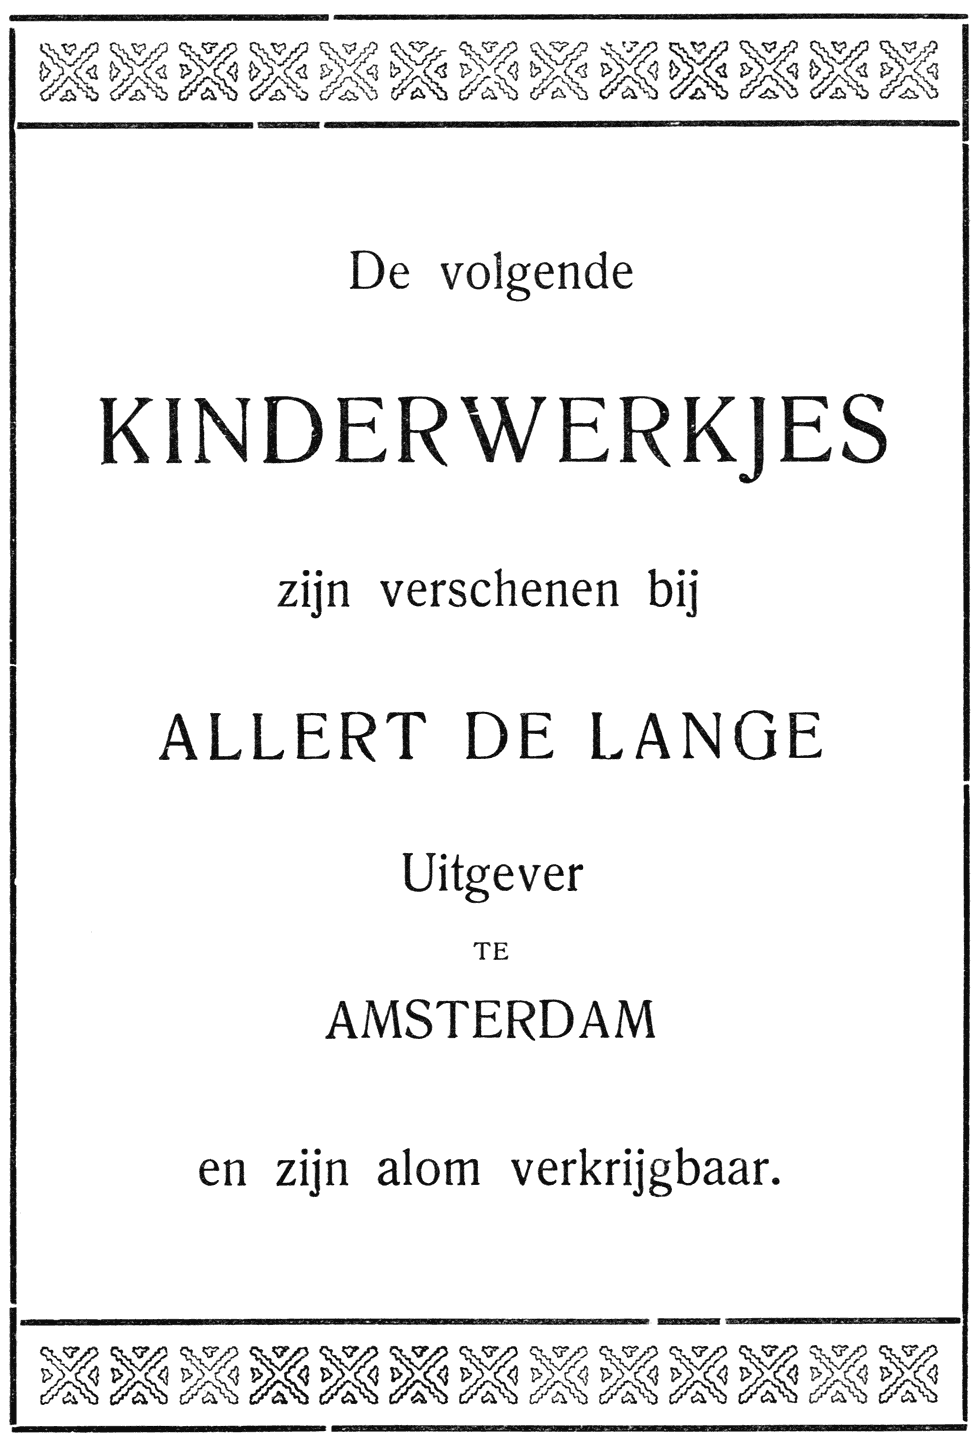 De volgende
KINDERWERKJES
zijn verschenen bij
ALLERT DE LANGE
Uitgever
TE
AMSTERDAM
en zijn alom verkrijgbaar.